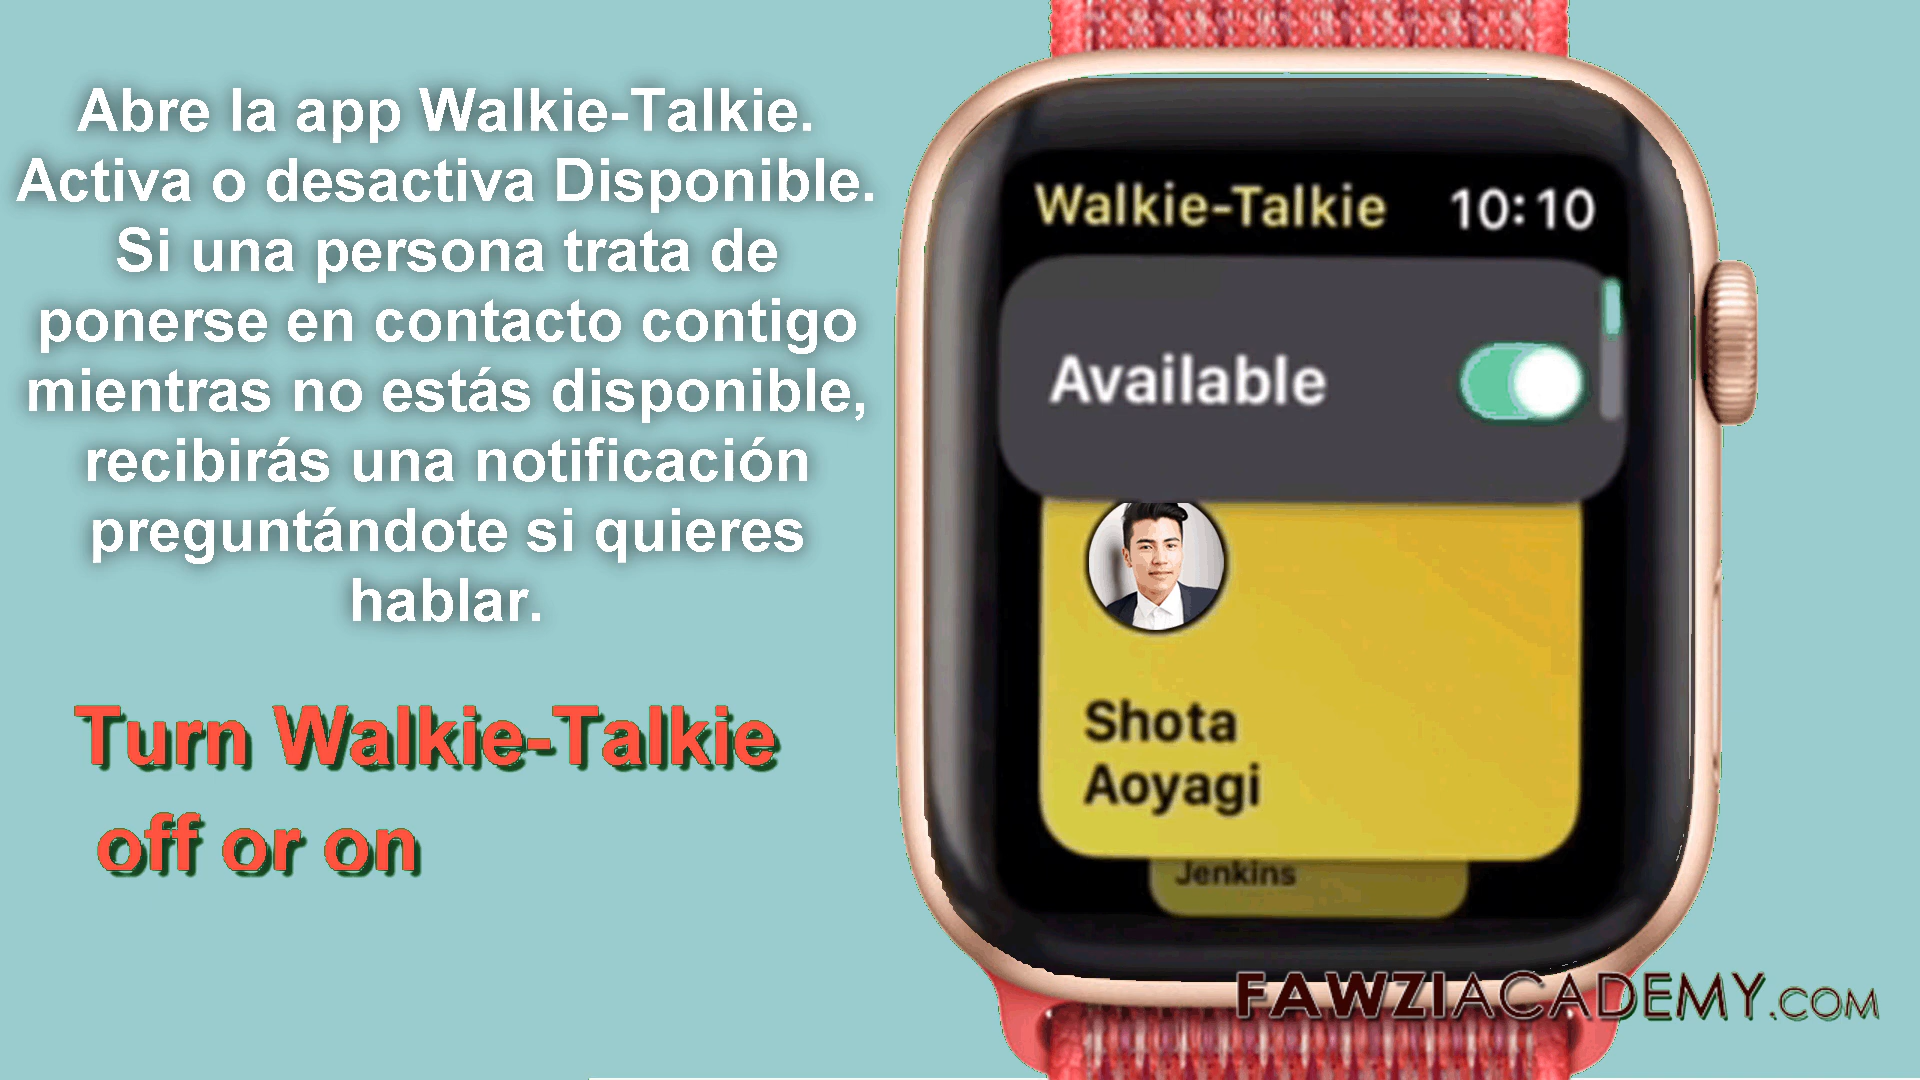 Abre la app Walkie-Talkie.
Activa o desactiva Disponible.
Si una persona trata de
ponerse en contacto contigo
mientras no estás disponible,
recibirás una notificación
preguntándote si quieres
hablar.
Turn Walkie-Talkie
off or on
Walkie-Talkie 10:10
Available
Shota
Aoyagi
Jenkins
FAWZIACADEMY.COM